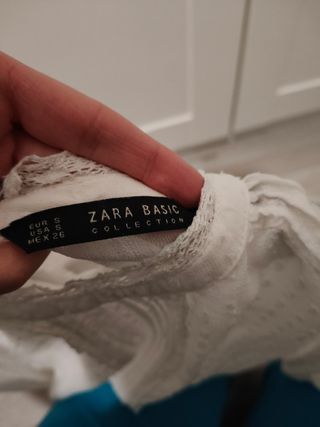 EUR S
USA S
MEX 26
ZARA BASIC
COLLECTION